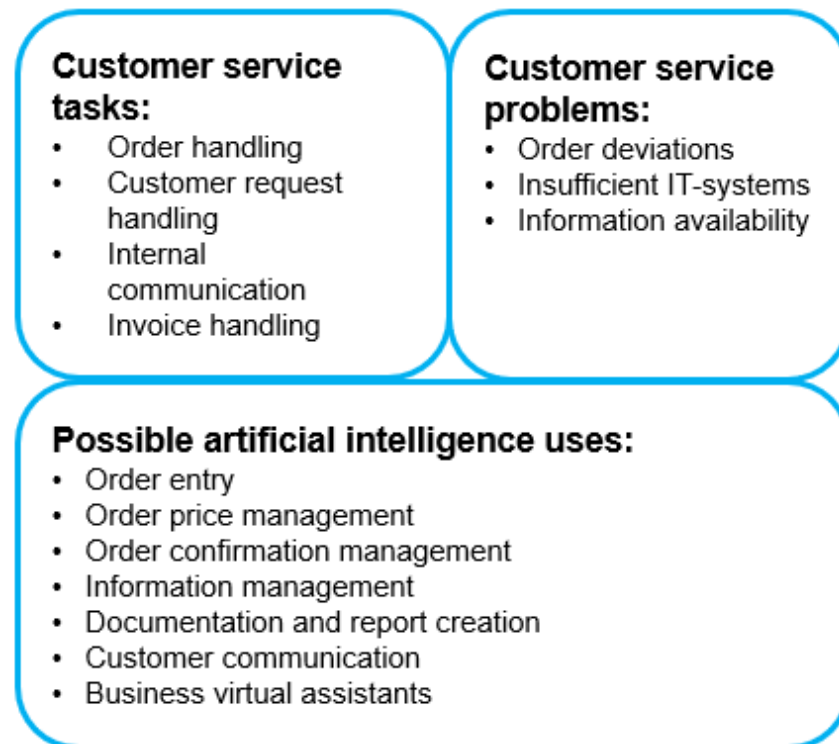 Customer service
tasks:
• Order handling
• Customer request
handling
• Internal
communication
• Invoice handling
Customer service
problems:
• Order deviations
• Insufficient IT-systems
• Information availability
Possible artificial intelligence uses:
• Order entry
• Order price management
• Order confirmation management
• Information management
• Documentation and report creation
• Customer communication
• Business virtual assistants